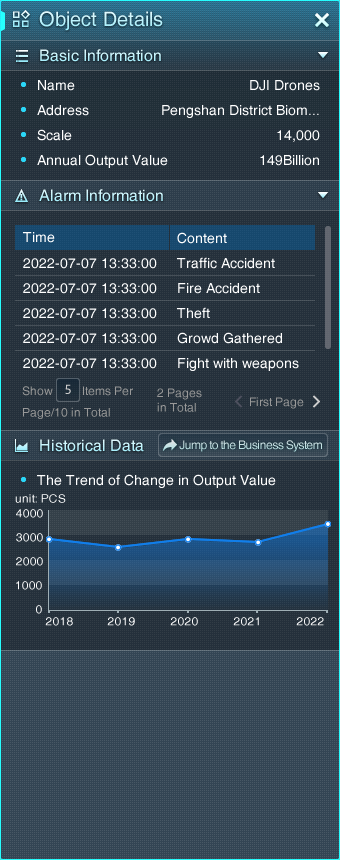 Object Details
Basic Information
Name DJI Drones
Address Pengshan District Biom...
Scale 14,000
Annual Output Value 149Billion
Alarm Information
Time Content
2022-07-07 13:33:00 Traffic Accident
2022-07-07 13:33:00 Fire Accident
2022-07-07 13:33:00 Theft
2022-07-07 13:33:00 Growd Gathered
2022-07-07 13:33:00 Fight with weapons
Show 5 Items Per
Page/10 in Total
2 Pages
in Total
First Page
Historical Data Jump to the Business System
The Trend of Change in Output Value
unit: PCS
4000
3000
2000
1000
0
2018 2019 2020 2021 2022